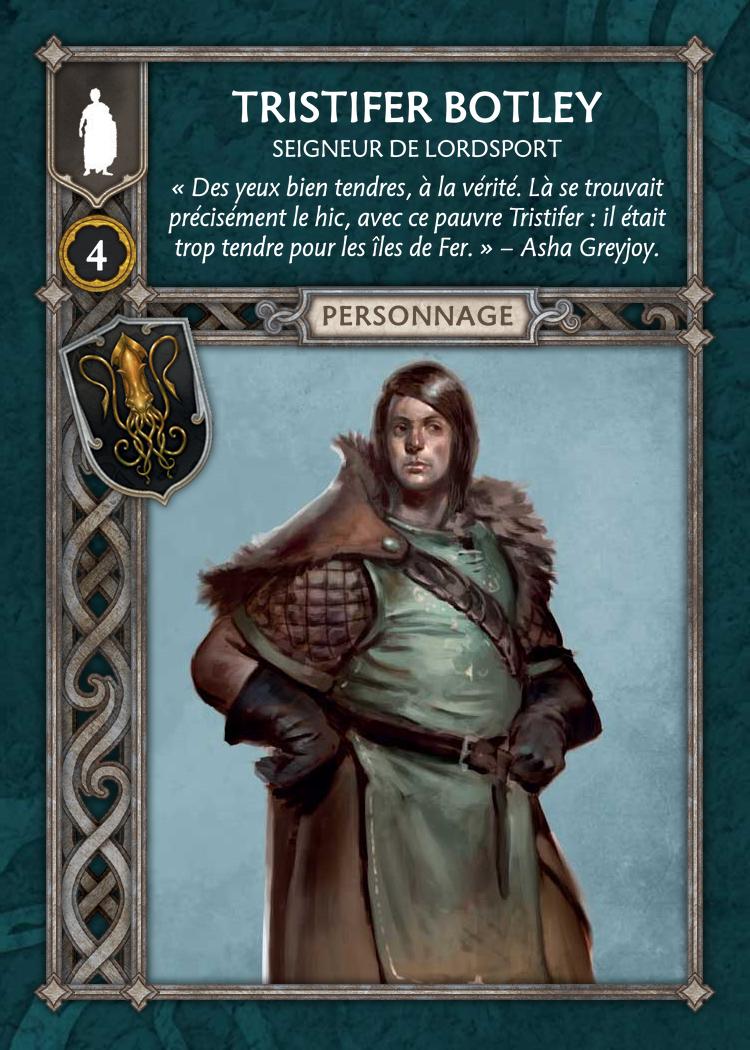 TRISTIFER BOTLEY
SEIGNEUR DE LORDSPORT
« Des yeux bien tendres, à la vérité. Là se trouvait
précisément le hic, avec ce pauvre Tristifer : il était
trop tendre pour les îles de Fer. » – Asha Greyjoy.
4
PERSONNAGE